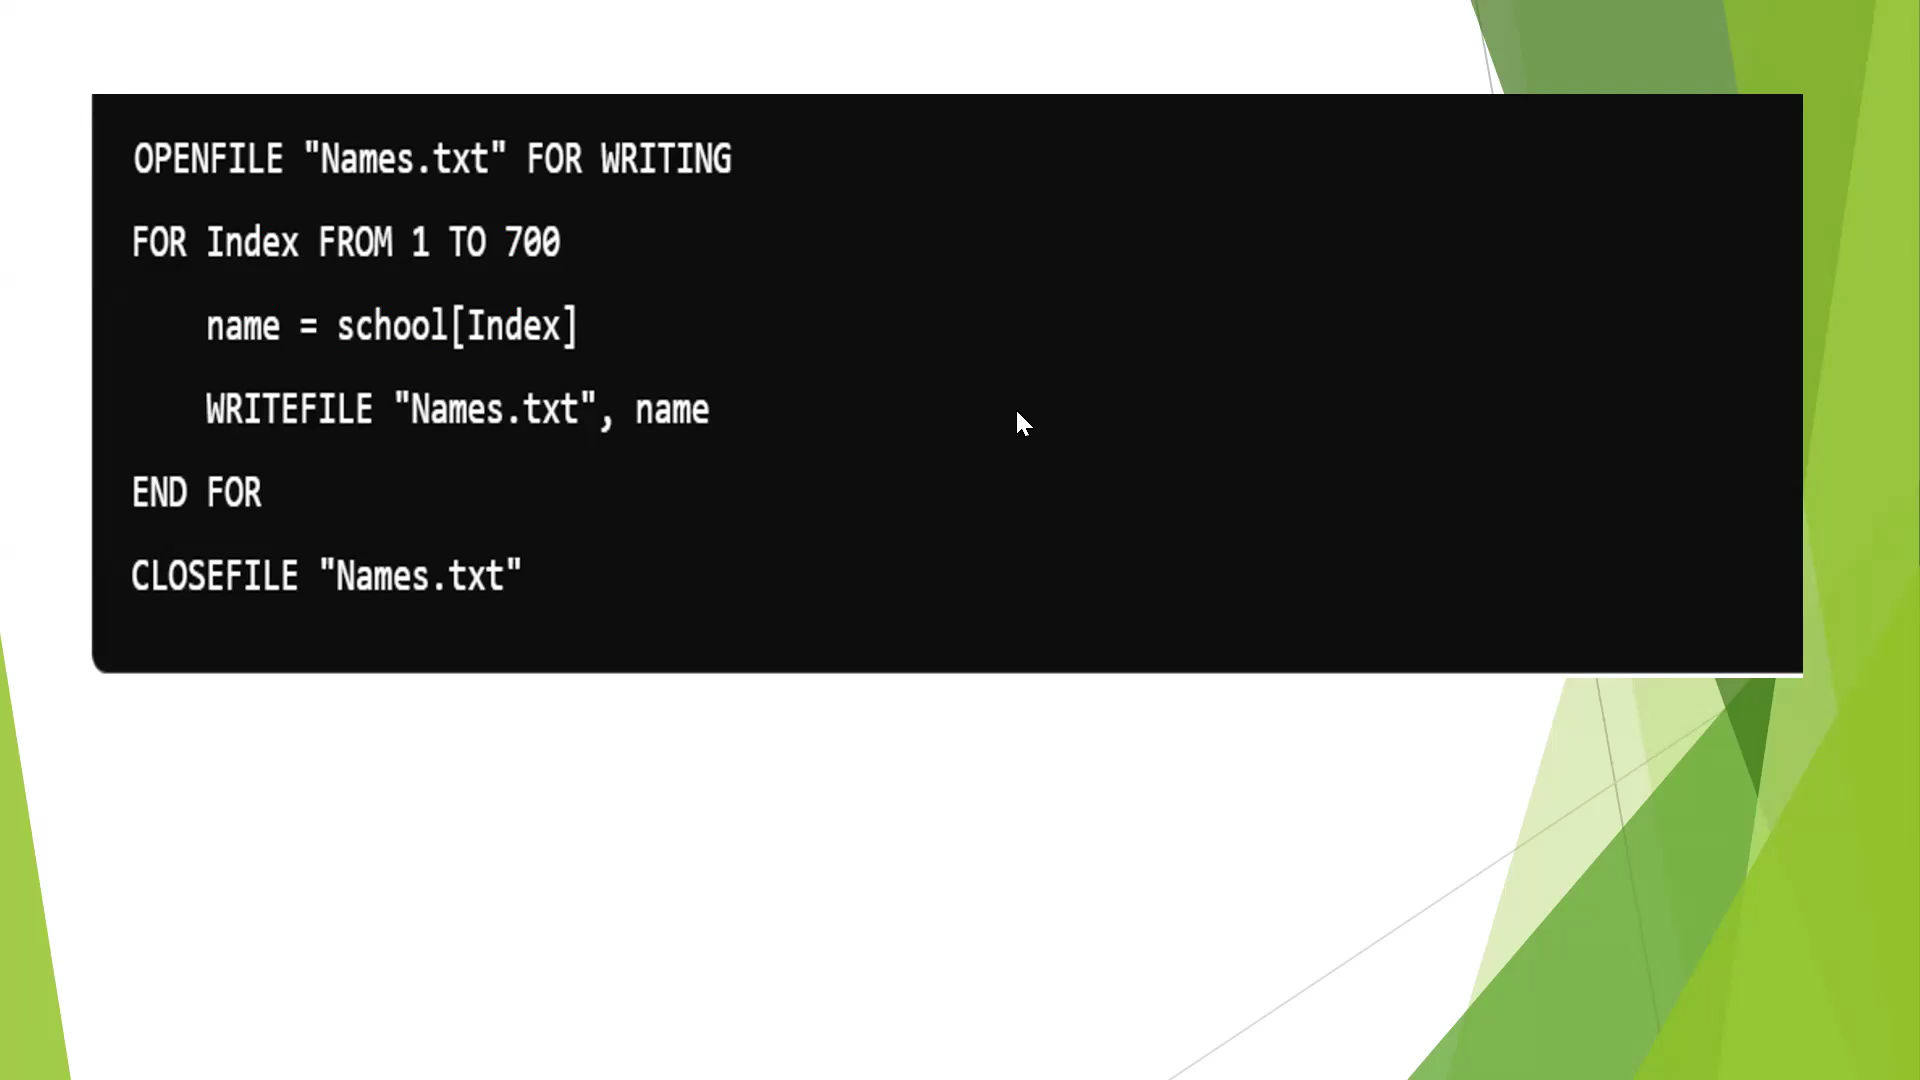 OPENFILE "Names.txt" FOR WRITING
FOR Index FROM 1 TO 700
name = school[Index]
WRITEFILE "Names.txt", name
END FOR
CLOSEFILE "Names.txt"